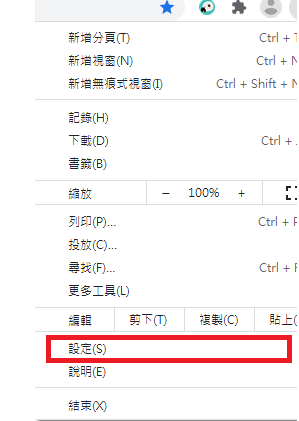 新增分頁(T) Ctrl + T
新增視窗(N) Ctrl + N
新增無痕式視窗(I) Ctrl + Shift + N
記錄(H)
下載(D) Ctrl +
書籤(B)
縮放 − 100% +
列印(P)... Ctrl + P
投放(C)...
尋找(F)... Ctrl + F
更多工具(L)
編輯 剪下(T) 複製(C) 貼上(
設定(S)
說明(E)
結束(X)